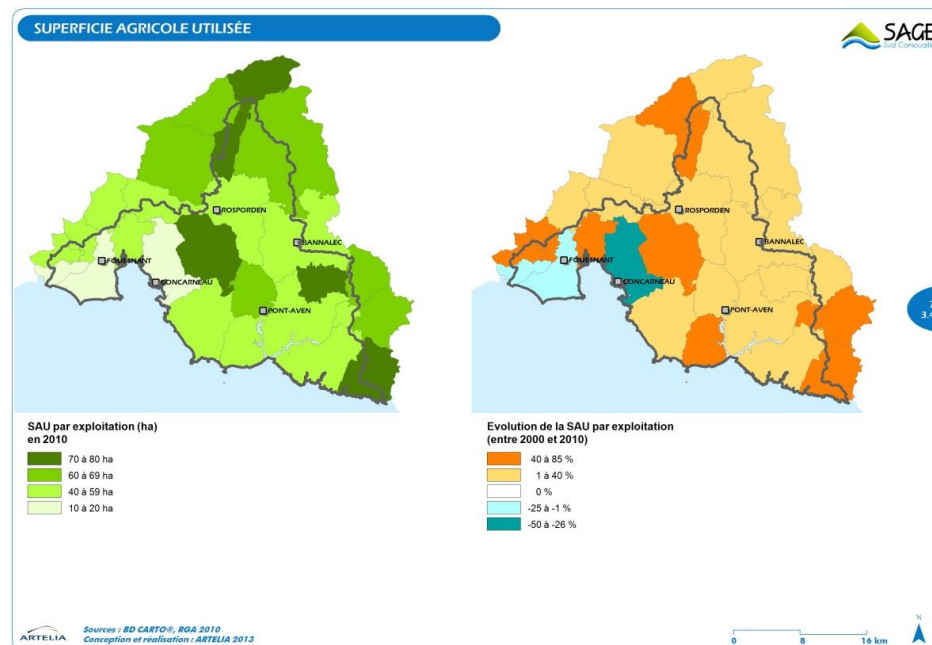 SUPERFICIE AGRICOLE UTILISÉE
SAGE
Sud Cornouaille
ROSPORDEN
BANNALEC
FOUESNANT
CONCARNEAU
PONT-AVEN
ROSPORDEN
BANNALEC
FOUESNANT
CONCARNEAU
PONT-AVEN
SAU par exploitation (ha)
en 2010
70 à 80 ha
60 à 69 ha
40 à 59 ha
10 à 20 ha
Evolution de la SAU par exploitation
(entre 2000 et 2010)
40 à 85 %
1 à 40 %
0 %
-25 à -1 %
-50 à -26 %
ARTELIA
Sources : BD CARTO®, RGA 2010
Conception et réalisation : ARTELIA 2013
0 8 16 km
N